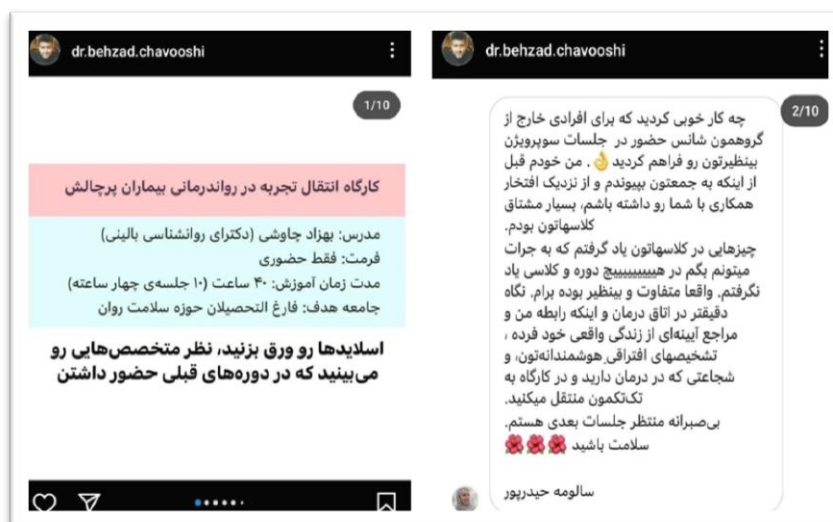 dr.behzad.chavooshi
1/10
کارگاه انتقال تجربه در رواندرمانی بیماران پرچالش
مدرس: بهزاد چاوشی (دکترای روانشناسی بالینی)
فرمت: فقط حضوری
مدت زمان آموزش: ۴۰ ساعت (۱۰ جلسه‌ی چهار ساعته)
جامعه هدف: فارغ التحصیلان حوزه سلامت روان
اسلایدها رو ورق بزنید، نظر متخصص‌هایی رو
می‌بینید که در دوره‌های قبلی حضور داشتن
dr.behzad.chavooshi
2/10
چه کار خوبی کردید که برای افرادی خارج از
گروهمون شانس حضور در جلسات سوپرویژن
بینظیرتون رو فراهم کردید👌. من خودم قبل
از اینکه به جمعتون بپیوندم و از نزدیک افتخار
همکاری با شما رو داشته باشم، بسیار مشتاق
کلاسهاتون بودم.
چیزهایی در کلاسهاتون یاد گرفتم که به جرات
میتونم بگم در هیییییییییچ دوره و کلاسی یاد
نگرفتم. واقعا متفاوت و بینظیر بوده برام. نگاه
دقیقتر در اتاق درمان و اینکه رابطه من و
مراجع آیینه‌ای از زندگی واقعی خود فرده ،
تشخیصهای افتراقی هوشمندانه‌تون، و
شجاعتی که در درمان دارید و در کارگاه به
تک‌تکمون منتقل میکنید.
بی‌صبرانه منتظر جلسات بعدی هستم.
سلامت باشید 🌺🌺🌺
سالومه حیدرپور